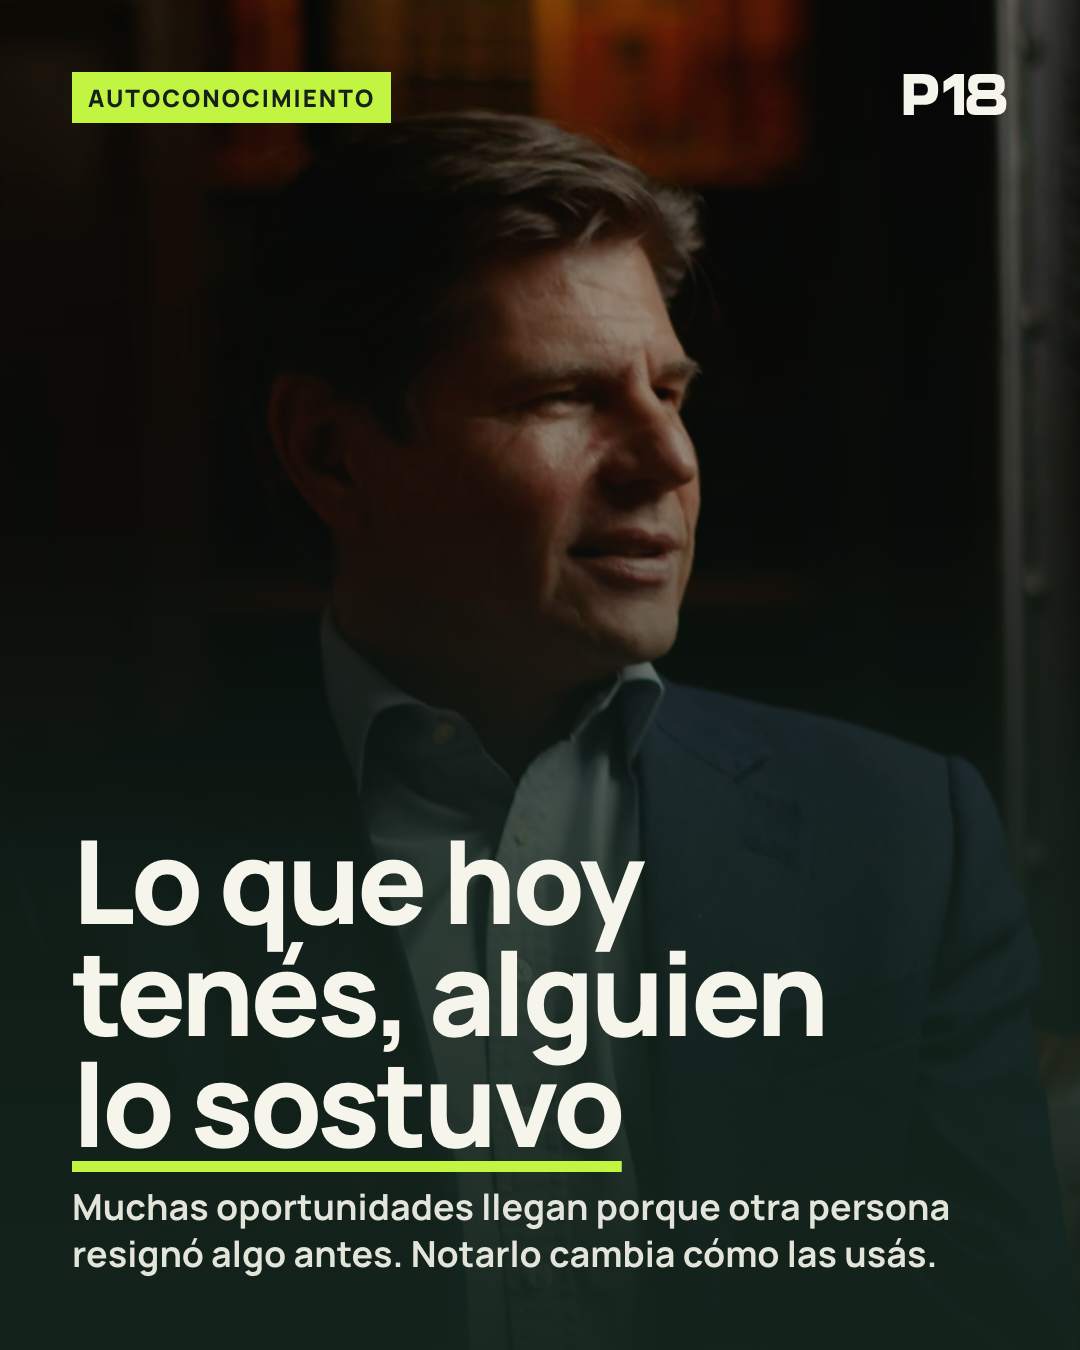 AUTOCONOCIMIENTO
P18
Lo que hoy
tenés, alguien
lo sostuvo
Muchas oportunidades llegan porque otra persona
resignó algo antes. Notarlo cambia cómo las usás.